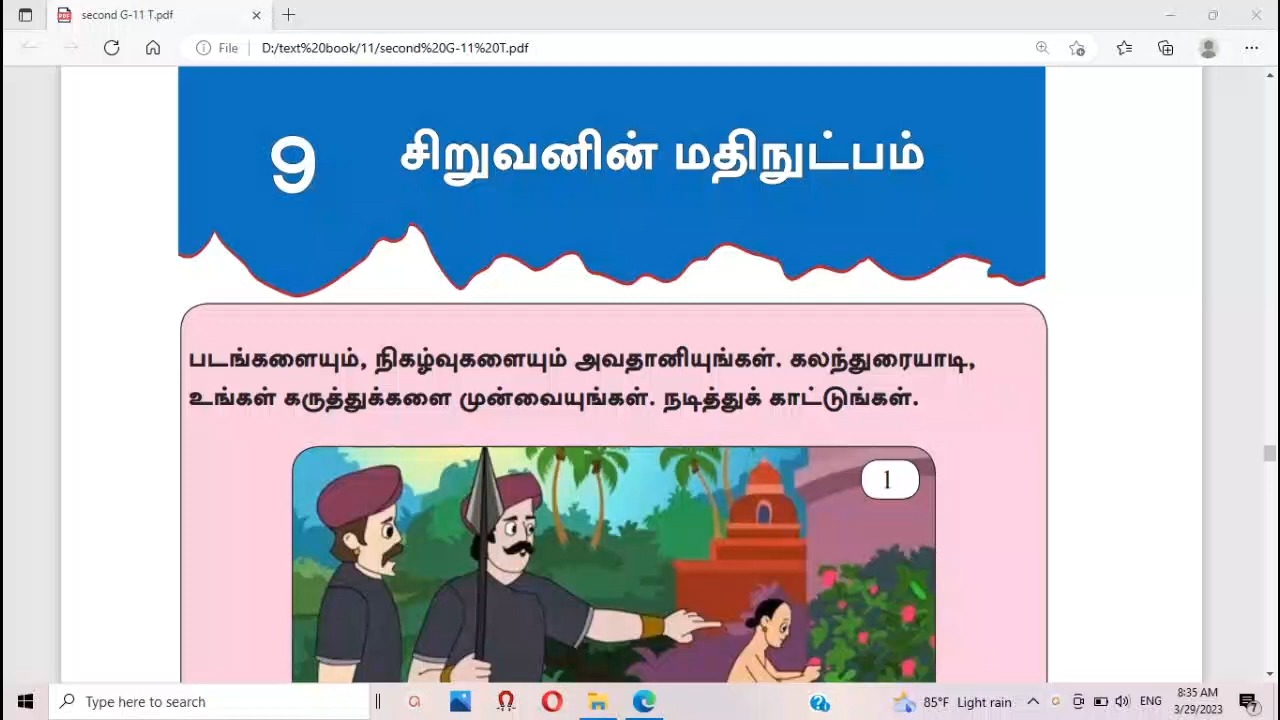 second G-11 T.pdf
File
D:/text%20book/11/second%20G-11%20T.pdf
9 சிறுவனின் மதிநுட்பம்
படங்களையும், நிகழ்வுகளையும் அவதானியுங்கள். கலந்துரையாடி,
உங்கள் கருத்துக்களை முன்வையுங்கள். நடித்துக் காட்டுங்கள்.
1
Type here to search
85°F Light rain
ENG
8:35 AM
3/29/2023
7